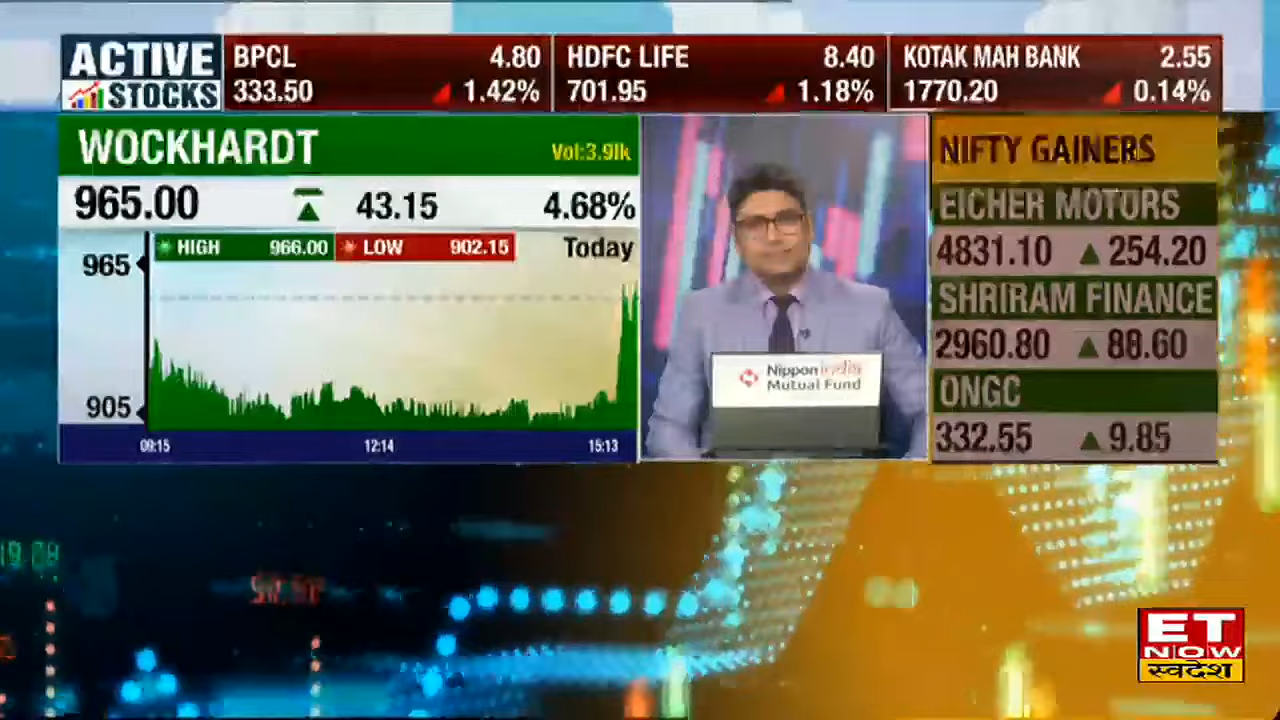 ACTIVE
STOCKS
BPCL 4.80
333.50 1.42%
HDFC LIFE 8.40
701.95 1.18%
KOTAK MAH BANK 2.55
1770.20 0.14%
WOCKHARDT Vol:3.91k
965.00 43.15 4.68%
HIGH 966.00 LOW 902.15 Today
965
905
09:15 12:14 15:13
Nippon india
Mutual Fund
NIFTY GAINERS
EICHER MOTORS
4831.10 254.20
SHRIRAM FINANCE
2960.80 88.60
ONGC
332.55 9.85
ET
NOW
स्वदेश